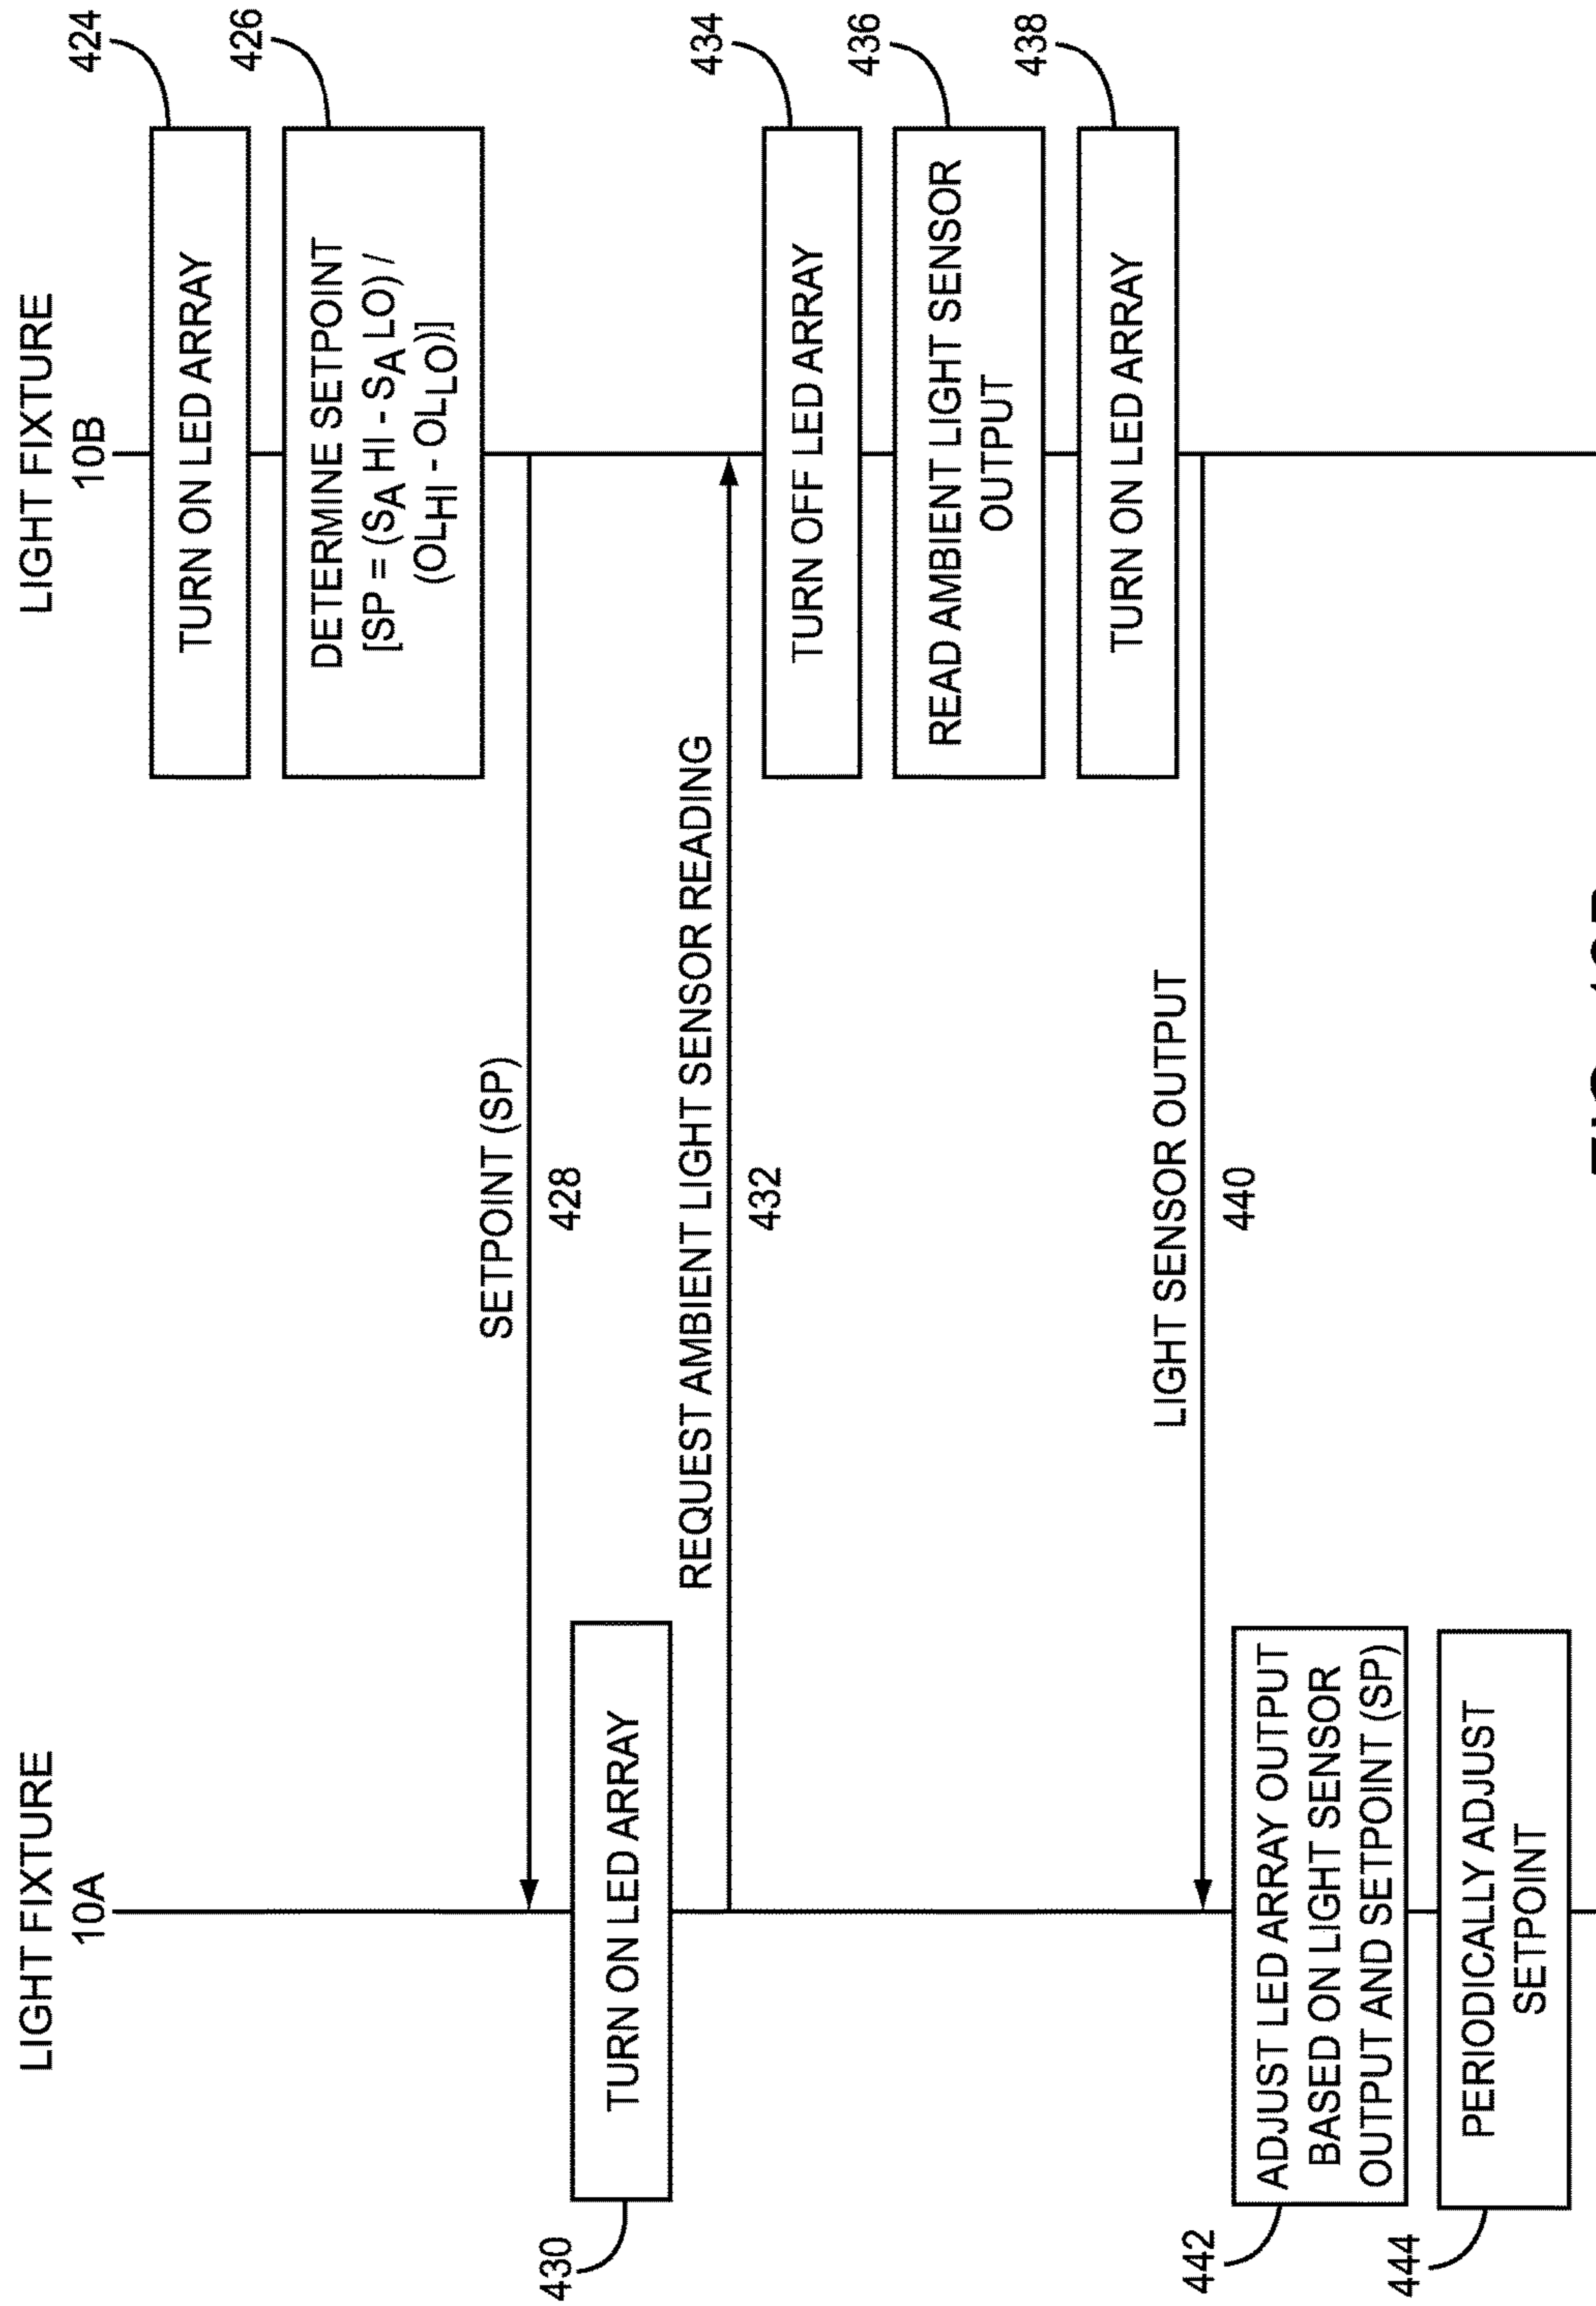 LIGHT FIXTURE
10A
LIGHT FIXTURE
10B
TURN ON LED ARRAY
424
DETERMINE SETPOINT
[SP = (SA HI - SA LO) /
(OLHI - OLLO)]
426
SETPOINT (SP)
428
430
TURN ON LED ARRAY
REQUEST AMBIENT LIGHT SENSOR READING
432
TURN OFF LED ARRAY
434
READ AMBIENT LIGHT SENSOR
OUTPUT
436
TURN ON LED ARRAY
438
LIGHT SENSOR OUTPUT
440
442
ADJUST LED ARRAY OUTPUT
BASED ON LIGHT SENSOR
OUTPUT AND SETPOINT (SP)
444
PERIODICALLY ADJUST
SETPOINT